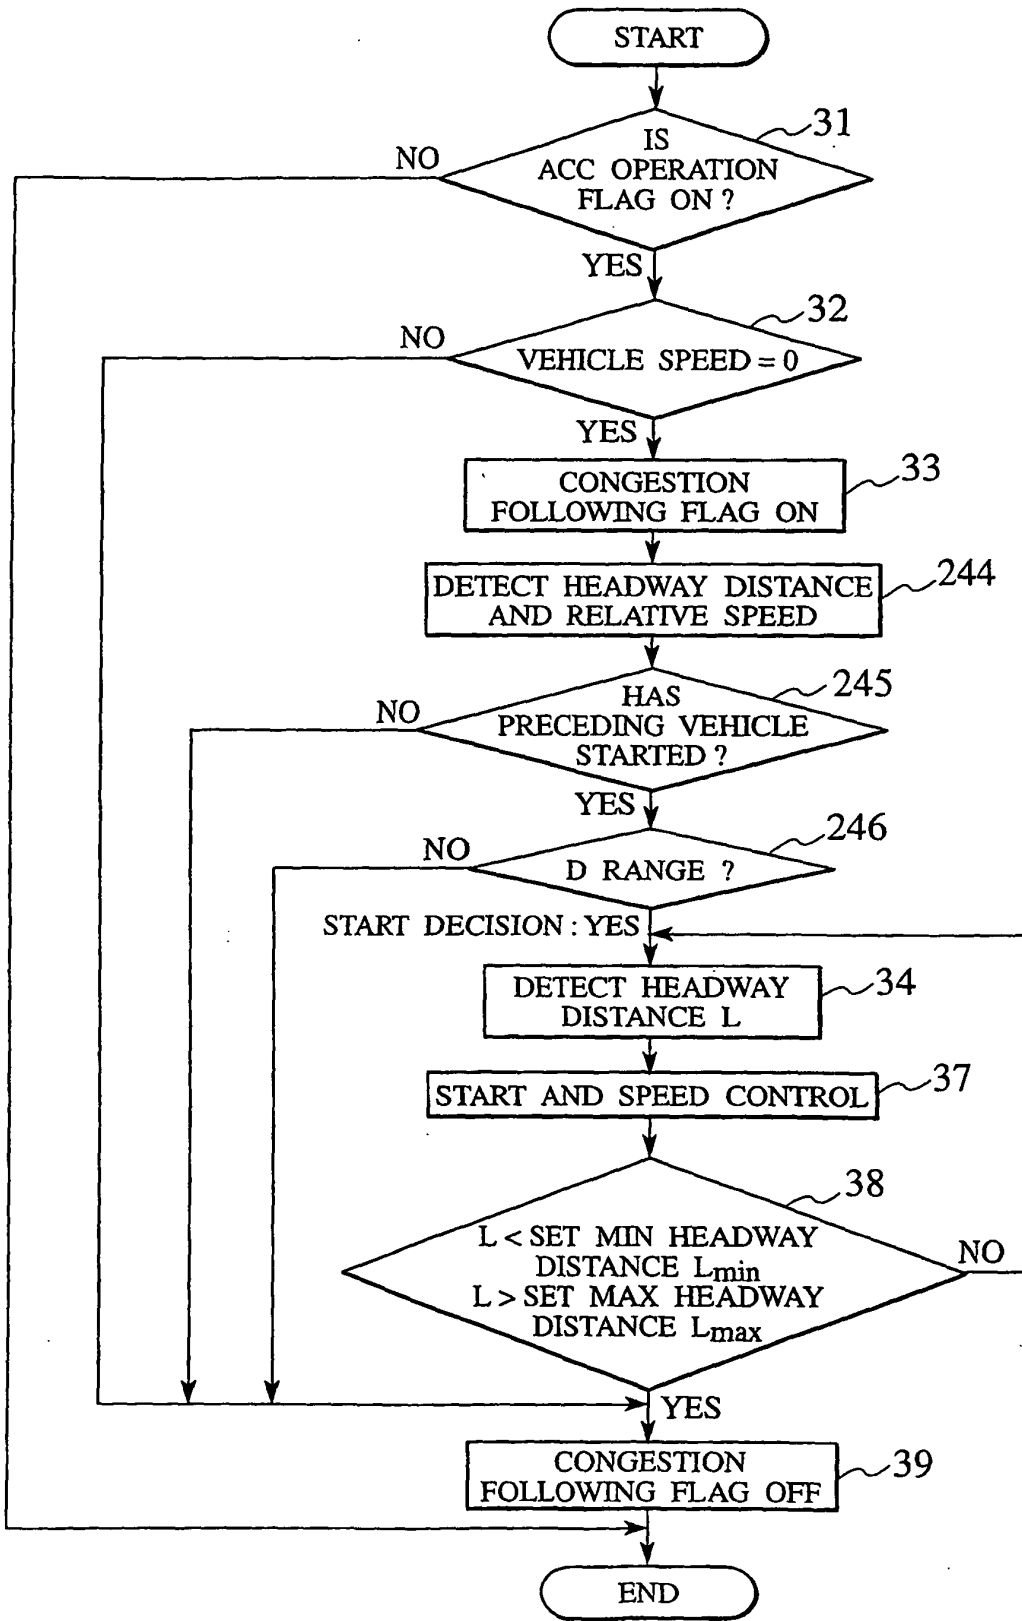 START
31
IS
NO
ACC OPERATION
FLAG ON ?
YES
32
NO
VEHICLE SPEED = 0
YES
33
CONGESTION
FOLLOWING FLAG ON
244
DETECT HEADWAY DISTANCE
AND RELATIVE SPEED
245
HAS
NO
PRECEDING VEHICLE
STARTED ?
YES
246
NO
D RANGE ?
START DECISION : YES
34
DETECT HEADWAY
DISTANCE L
37
START AND SPEED CONTROL
38
L < SET MIN HEADWAY
DISTANCE Lmin
NO
L > SET MAX HEADWAY
DISTANCE Lmax
YES
39
CONGESTION
FOLLOWING FLAG OFF
END